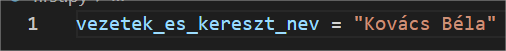 1 vezetek_es_kereszt_nev = "Kovács Béla"